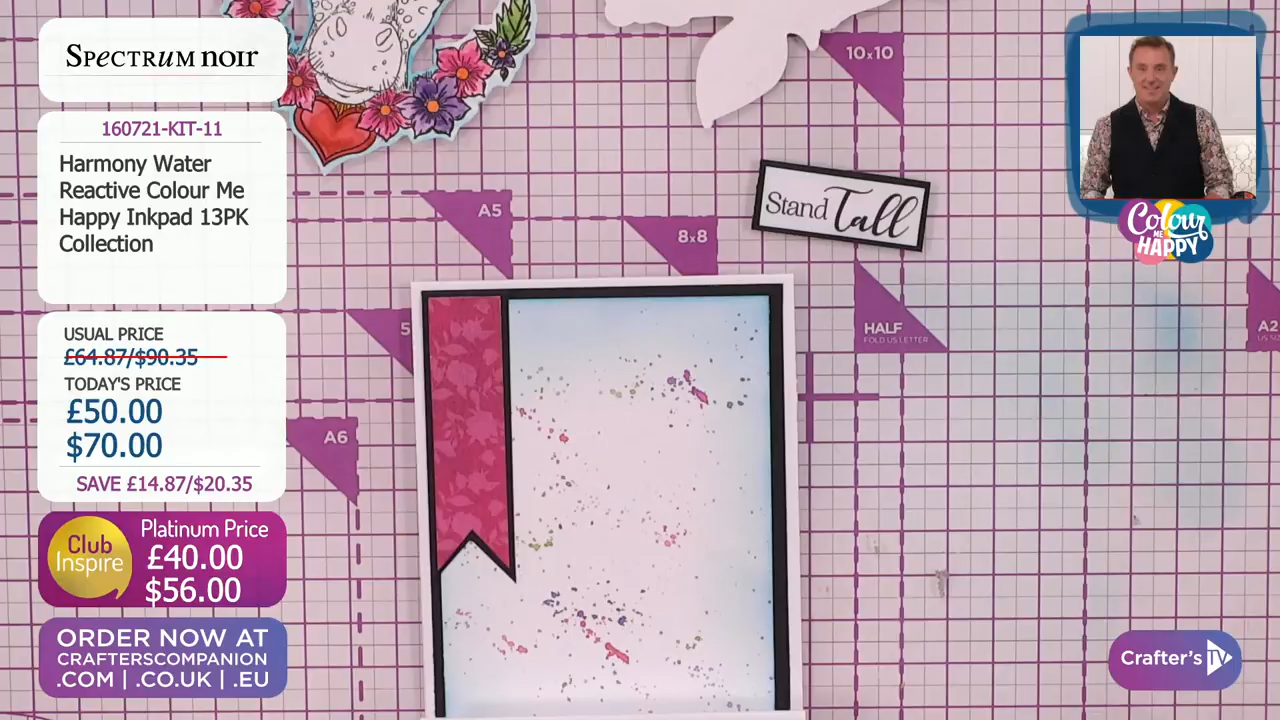 Spectrum noir
160721-KIT-11
Harmony Water
Reactive Colour Me
Happy Inkpad 13PK
Collection
USUAL PRICE
£64.87/$90.35
TODAY'S PRICE
£50.00
$70.00
SAVE £14.87/$20.35
Club
Inspire
Platinum Price
£40.00
$56.00
ORDER NOW AT
CRAFTERSCOMPANION
.COM | .CO.UK | .EU
10x10
A5
8x8
Stand Tall
5
HALF
FOLD US LETTER
A6
A2
Colour
ME
HAPPY
Crafter's TV